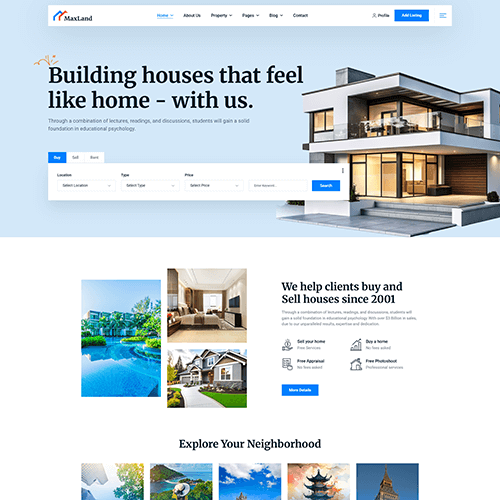 MaxLand
Home About Us Property Pages Blog Contact Profile Add Listing
Building houses that feel
like home - with us.
Through a combination of lectures, readings, and discussions, students will gain a solid
foundation in educational psychology.
Buy Sell Rent
Location Type Price
Select Location Select Type Select Price Enter Keyword... Search
We help clients buy and
Sell houses since 2001
Through a combination of lectures, readings, and discussions, students will
gain a solid foundation in educational psychology. With over $3 Billion in sales,
due to our unparalleled results, expertise and dedication.
Sell your home Buy a home
Free Services No fees asked
Free Appraisal Free Photoshoot
No fees asked Professional services
More Details
Explore Your Neighborhood